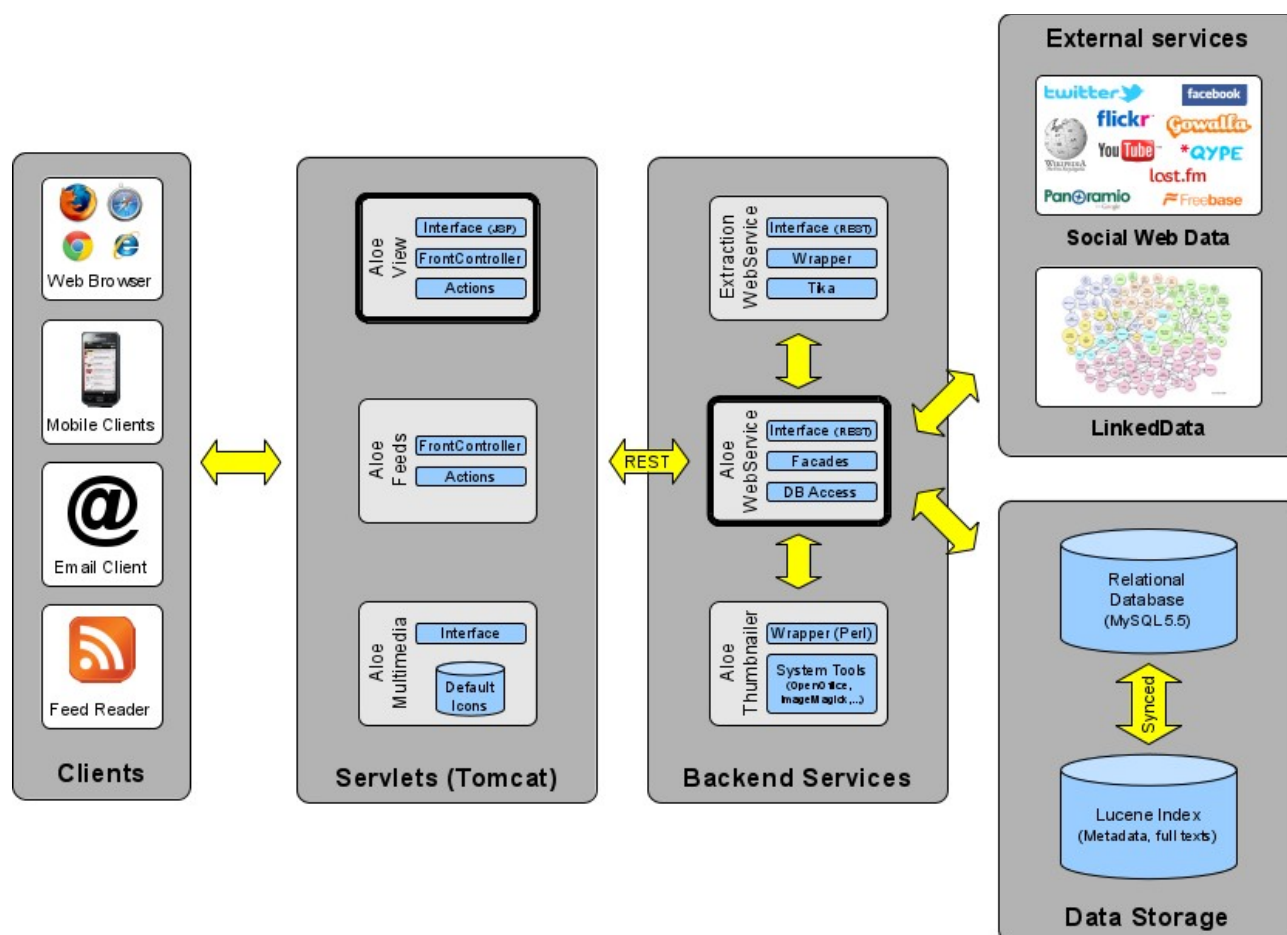 External services
twitter
facebook
flickr
Gowalla
WIKIPEDIA
You Tube
*QYPE
lost.fm
Panoramio
Freebase
Social Web Data
LinkedData
Web Browser
Mobile Clients
@
Email Client
Feed Reader
Clients
Aloe
View
Interface (JSP)
FrontController
Actions
Aloe
Feeds
FrontController
Actions
Aloe
Multimedia
Interface
Default
Icons
Servlets (Tomcat)
REST
Extraction
WebService
Interface (REST)
Wrapper
Tika
Aloe
WebService
Interface (REST)
Facades
DB Access
Aloe
Thumbnailer
Wrapper (Perl)
System Tools
(OpenOffice,
ImageMagick,...)
Backend Services
Relational
Database
(MySQL 5.5)
Synced
Lucene Index
(Metadata, full texts)
Data Storage